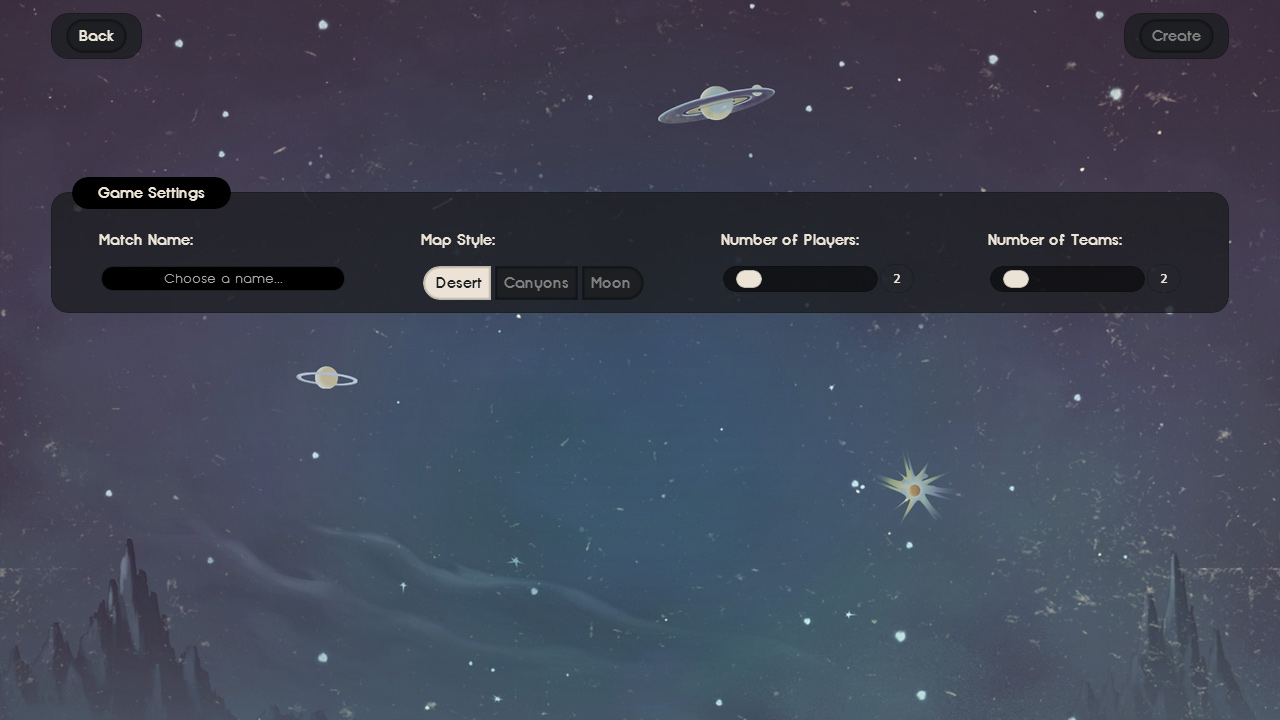 Back
Create
Game Settings
Match Name:
Map Style:
Number of Players:
Number of Teams:
Choose a name...
Desert
Canyons
Moon
2
2